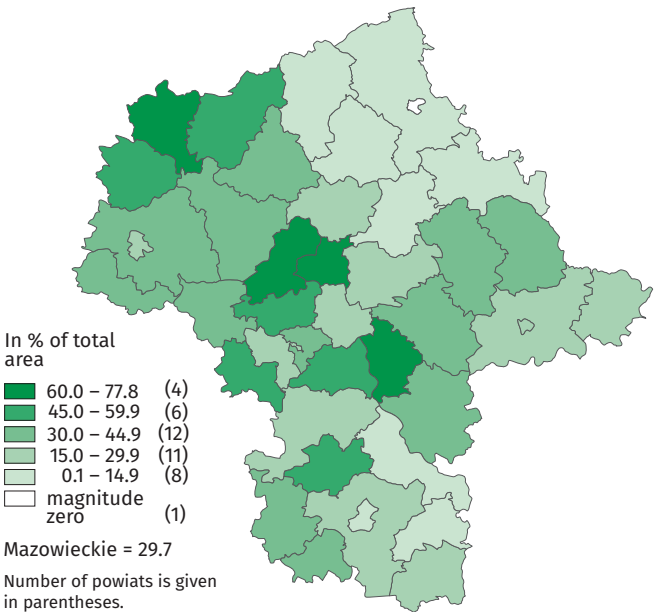 In % of total
area
60.0 – 77.8 (4)
45.0 – 59.9 (6)
30.0 – 44.9 (12)
15.0 – 29.9 (11)
0.1 – 14.9 (8)
magnitude
zero (1)
Mazowieckie = 29.7
Number of powiats is given
in parentheses.